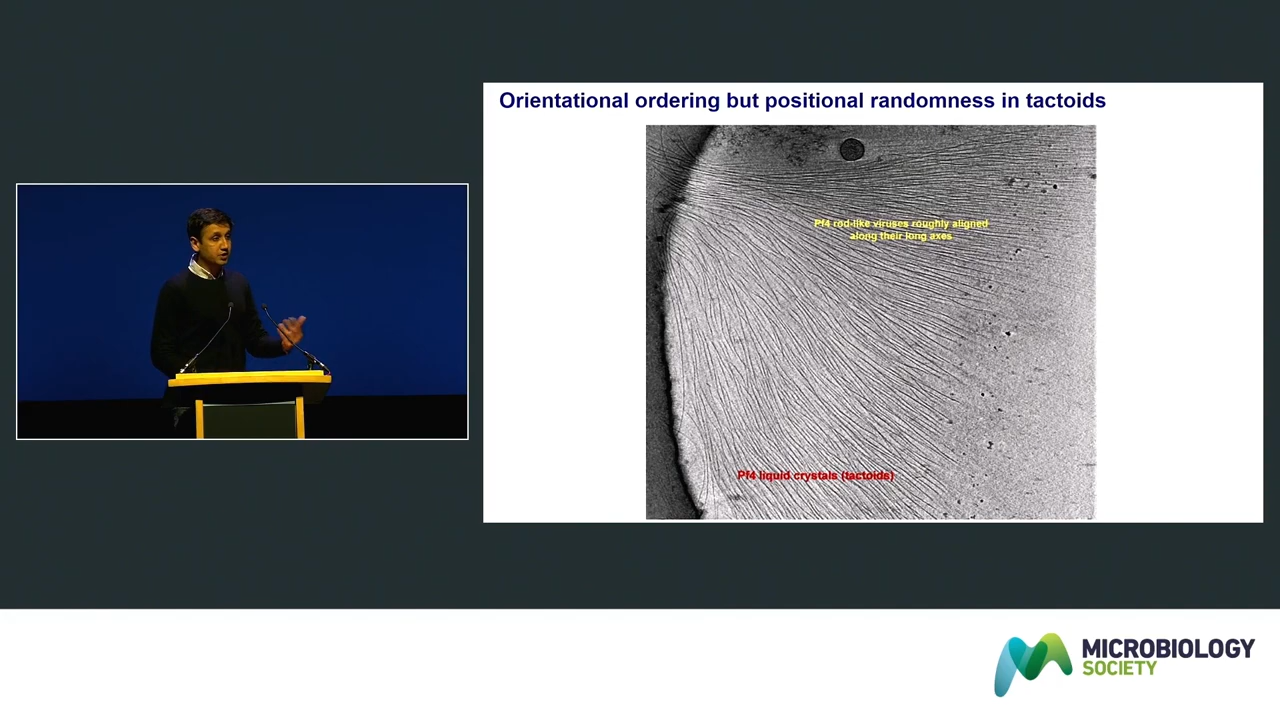 Orientational ordering but positional randomness in tactoids
Pf4 rod-like viruses roughly aligned
along their long axes
Pf4 liquid crystals (tactoids)
MICROBIOLOGY
SOCIETY